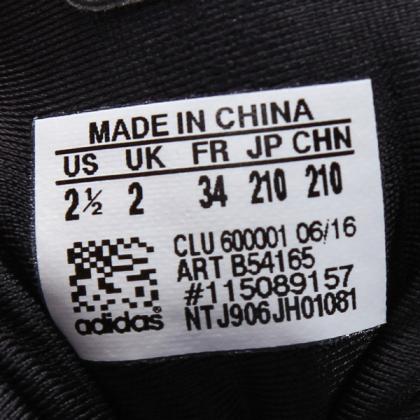 MADE IN CHINA
US UK FR JP CHN
2½ 2 34 210 210
CLU 600001 06/16
ART B54165
#115089157
NTJ906JH01081
adidas